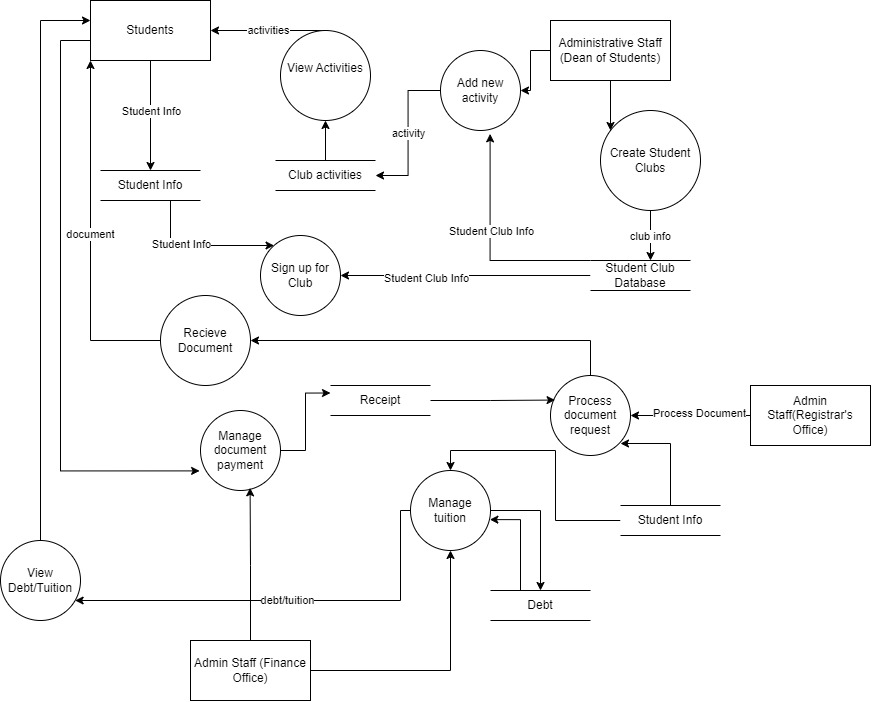 Students
activities
View Activities
Administrative Staff
(Dean of Students)
Add new
activity
Student Info
activity
Create Student
Clubs
Student Info
Club activities
document
Student Info
Student Club Info
club info
Sign up for
Club
Student Club Info
Student Club
Database
Recieve
Document
Receipt
Process
document
request
Process Document
Admin
Staff(Registrar's
Office)
Manage
document
payment
Manage
tuition
Student Info
View
Debt/Tuition
debt/tuition
Debt
Admin Staff (Finance
Office)